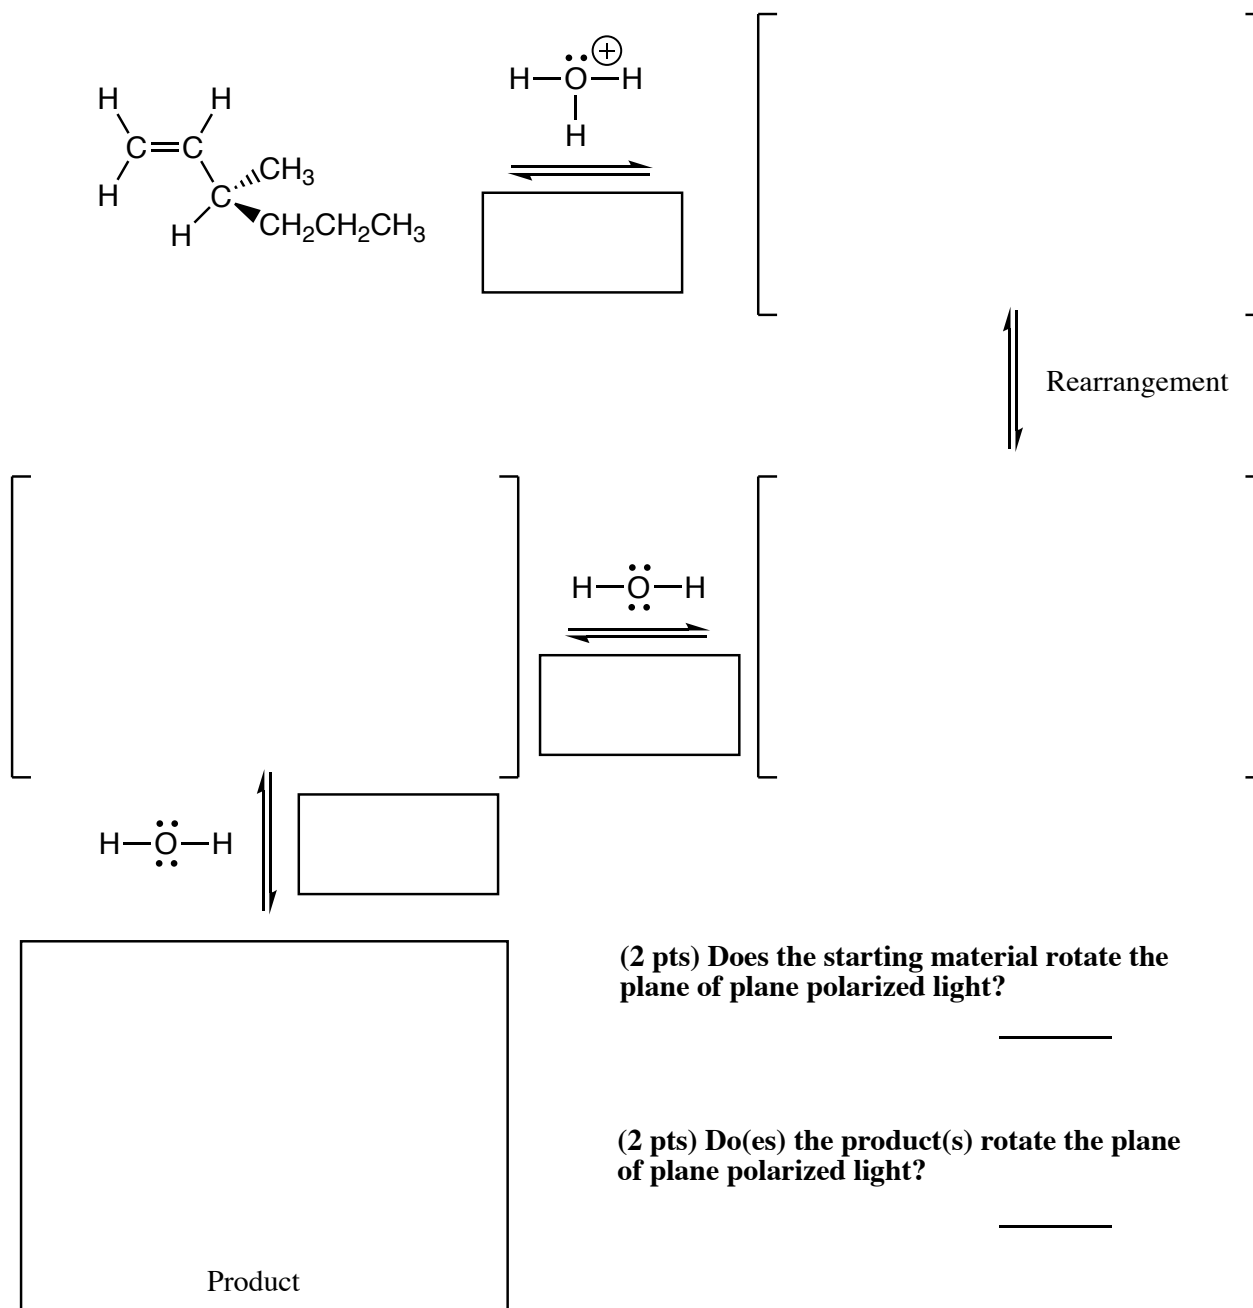 H H
C=C
H
CH3
C
H
CH2CH2CH3
H—O—H
+
H
Rearrangement
H—O—H
H—O—H
(2 pts) Does the starting material rotate the
plane of plane polarized light?
(2 pts) Do(es) the product(s) rotate the plane
of plane polarized light?
Product